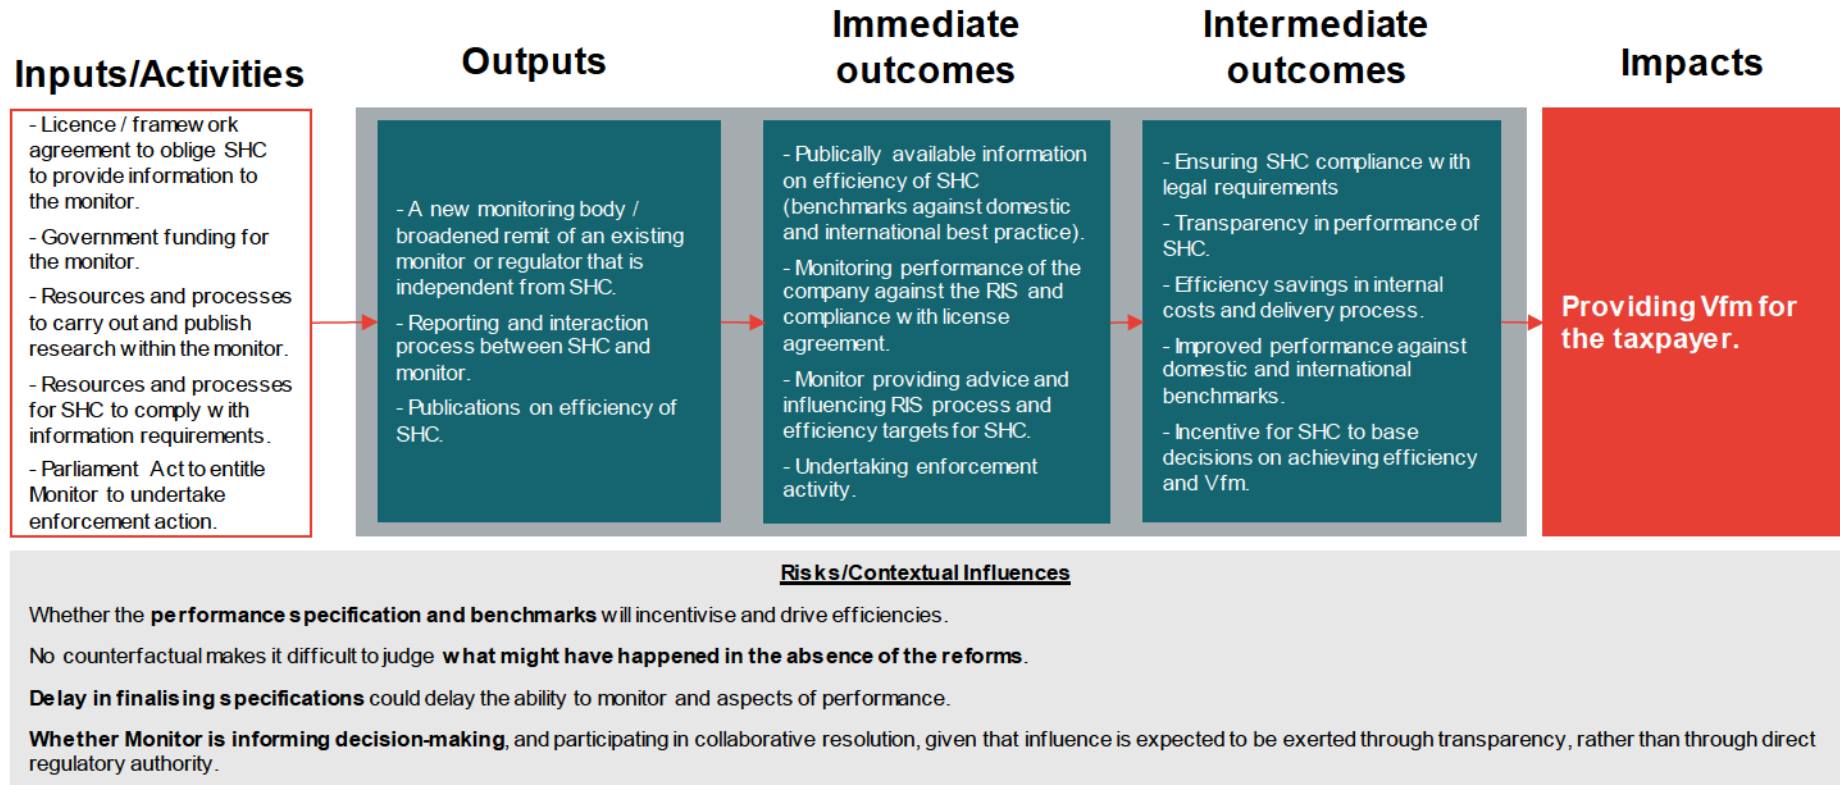 Inputs/Activities
- Licence / framework
agreement to oblige SHC
to provide information to
the monitor.
- Government funding for
the monitor.
- Resources and processes
to carry out and publish
research within the monitor.
- Resources and processes
for SHC to comply with
information requirements.
- Parliament Act to entitle
Monitor to undertake
enforcement action.
Outputs
- A new monitoring body /
broadened remit of an existing
monitor or regulator that is
independent from SHC.
- Reporting and interaction
process between SHC and
monitor.
- Publications on efficiency of
SHC.
Immediate
outcomes
- Publically available information
on efficiency of SHC
(benchmarks against domestic
and international best practice).
- Monitoring performance of the
company against the RIS and
compliance with license
agreement.
- Monitor providing advice and
influencing RIS process and
efficiency targets for SHC.
- Undertaking enforcement
activity.
Intermediate
outcomes
- Ensuring SHC compliance with
legal requirements
- Transparency in performance of
SHC.
- Efficiency savings in internal
costs and delivery process.
- Improved performance against
domestic and international
benchmarks.
- Incentive for SHC to base
decisions on achieving efficiency
and Vfm.
Impacts
Providing Vfm for
the taxpayer.
Risks/Contextual Influences
Whether the performance specification and benchmarks will incentivise and drive efficiencies.
No counterfactual makes it difficult to judge what might have happened in the absence of the reforms.
Delay in finalising specifications could delay the ability to monitor and aspects of performance.
Whether Monitor is informing decision-making, and participating in collaborative resolution, given that influence is expected to be exerted through transparency, rather than through direct
regulatory authority.